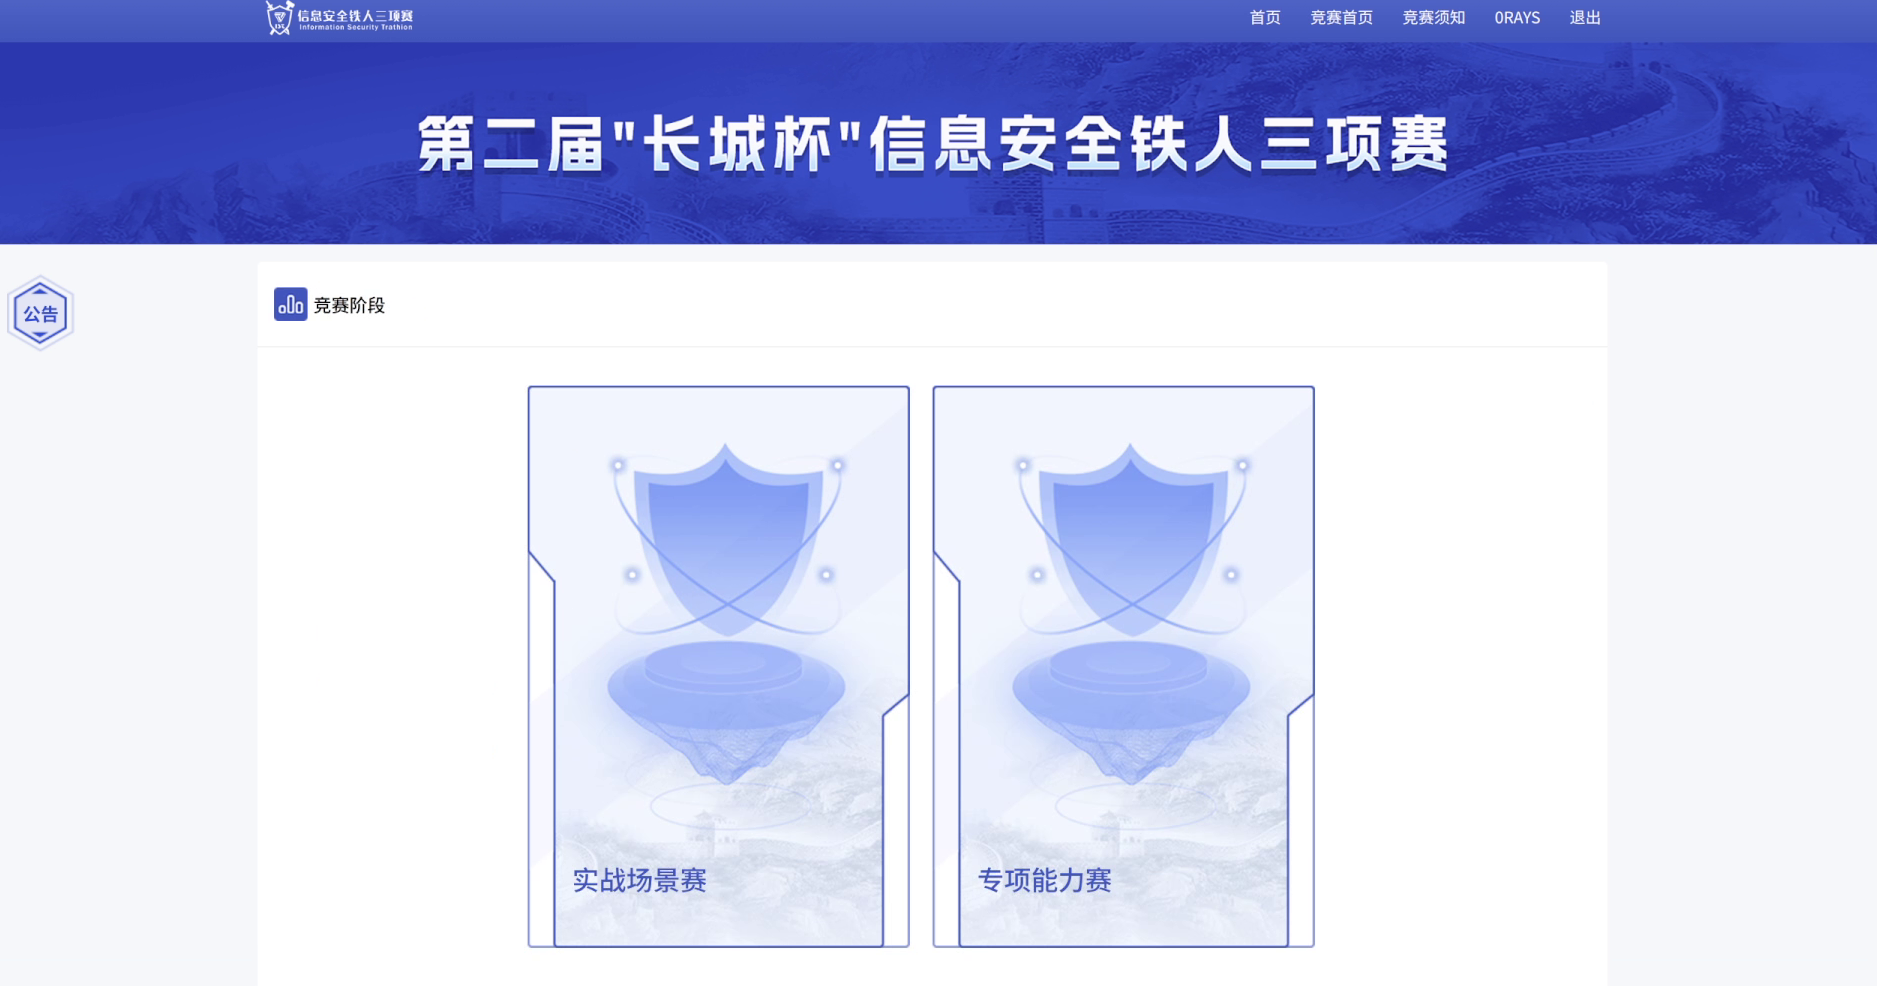 信息安全铁人三项赛
Information Security Trathlon
首页 竞赛首页 竞赛须知 0RAYS 退出
第二届"长城杯"信息安全铁人三项赛
公告
竞赛阶段
实战场景赛
专项能力赛